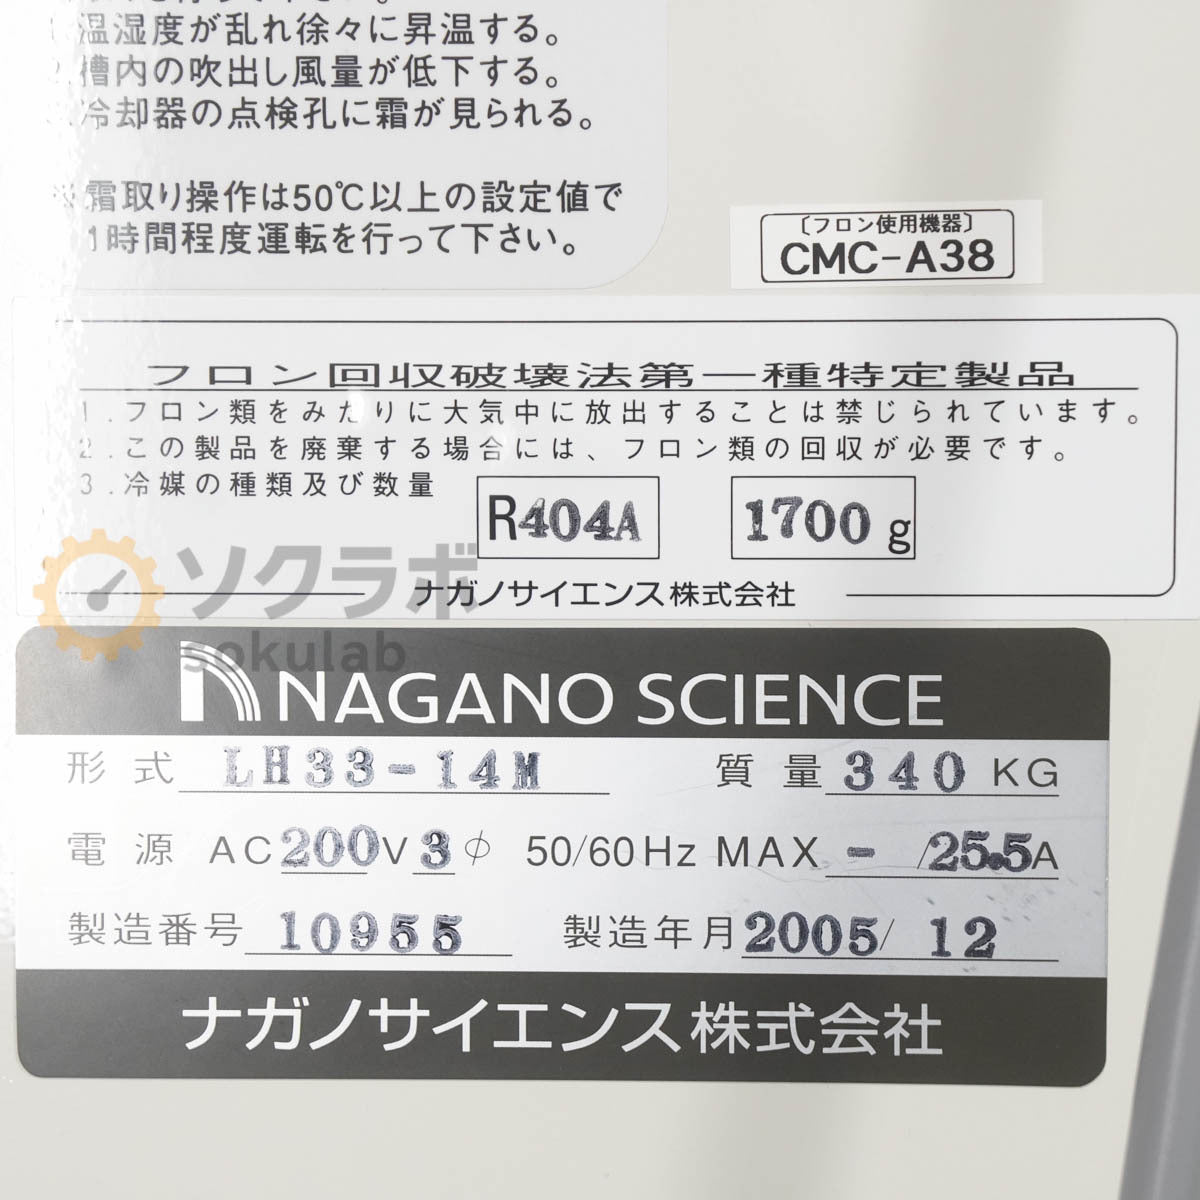 温湿度が乱れ徐々に昇温する。
槽内の吹出し風量が低下する。
冷却器の点検孔に霜が見られる。
※霜取り操作は50℃以上の設定値で
1時間程度運転を行って下さい。
〔フロン使用機器〕
CMC-A38
フロン回収破壊法第一種特定製品
1.フロン類をみだりに大気中に放出することは禁じられています。
2.この製品を廃棄する場合には、フロン類の回収が必要です。
3.冷媒の種類及び数量
R404A 1700g
ナガノサイエンス株式会社
ソクラボ
sokulab
NAGANO SCIENCE
形式 LH33-14M 質量 340 KG
電源 AC200V 3φ 50/60Hz MAX - /25.5A
製造番号 10955 製造年月 2005/12
ナガノサイエンス株式会社